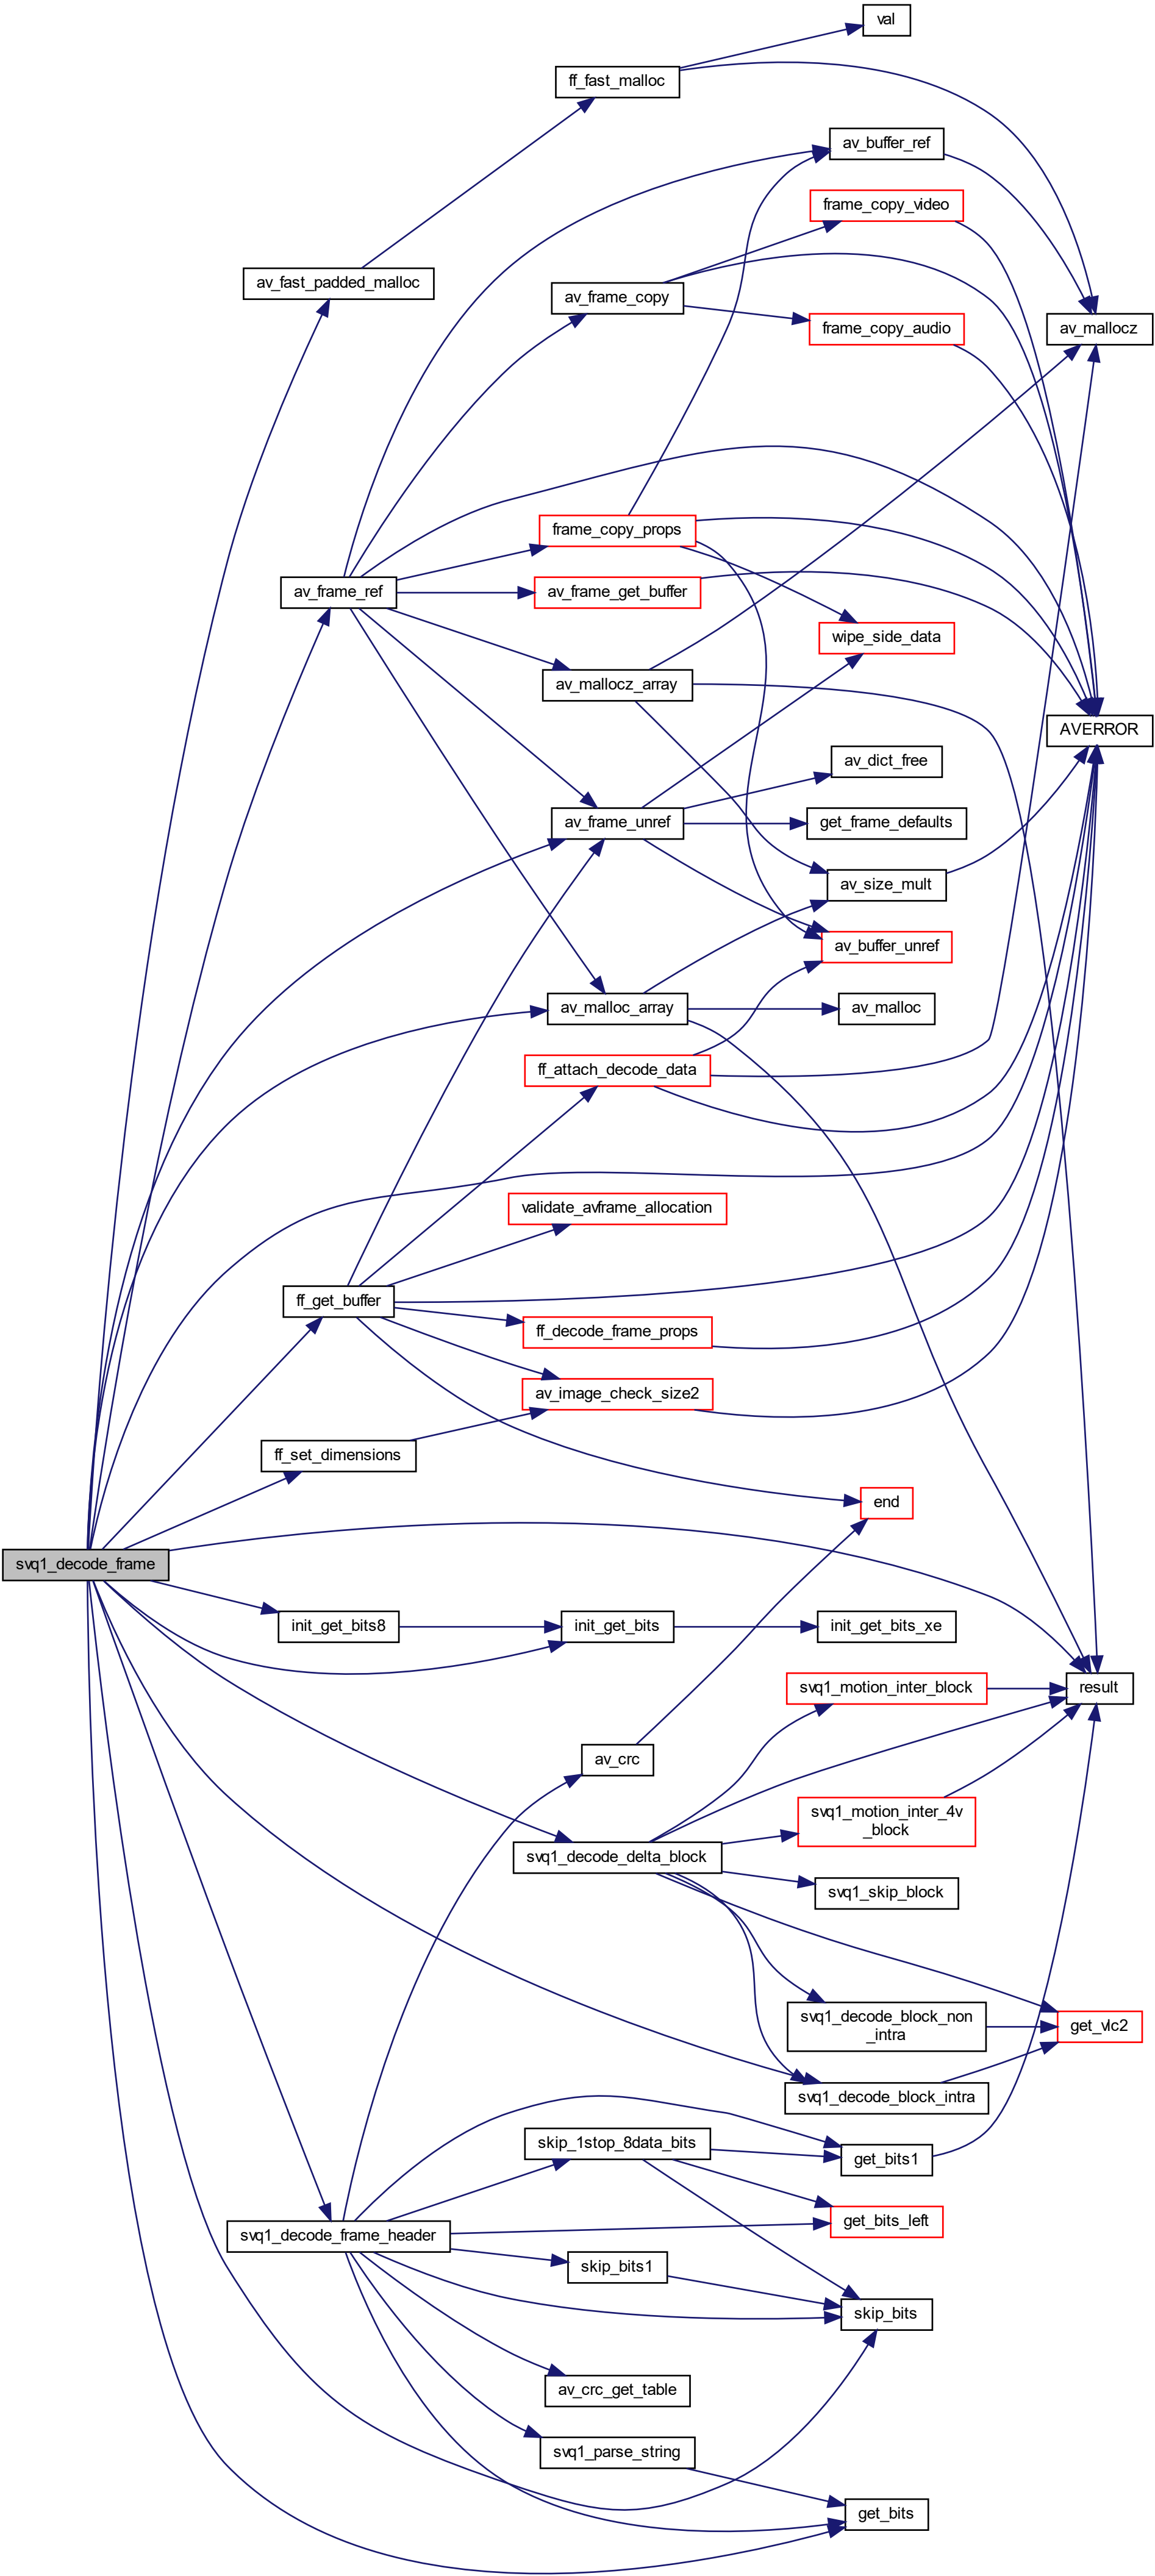 val
ff_fast_malloc
av_buffer_ref
frame_copy_video
av_fast_padded_malloc
av_frame_copy
frame_copy_audio
av_mallocz
frame_copy_props
av_frame_ref
av_frame_get_buffer
wipe_side_data
av_mallocz_array
AVERROR
av_dict_free
av_frame_unref
get_frame_defaults
av_size_mult
av_buffer_unref
av_malloc_array
av_malloc
ff_attach_decode_data
validate_avframe_allocation
ff_get_buffer
ff_decode_frame_props
av_image_check_size2
ff_set_dimensions
end
svq1_decode_frame
init_get_bits8
init_get_bits
init_get_bits_xe
svq1_motion_inter_block
result
av_crc
svq1_motion_inter_4v
_block
svq1_decode_delta_block
svq1_skip_block
svq1_decode_block_non
_intra
get_vlc2
svq1_decode_block_intra
skip_1stop_8data_bits
get_bits1
get_bits_left
svq1_decode_frame_header
skip_bits1
skip_bits
av_crc_get_table
svq1_parse_string
get_bits